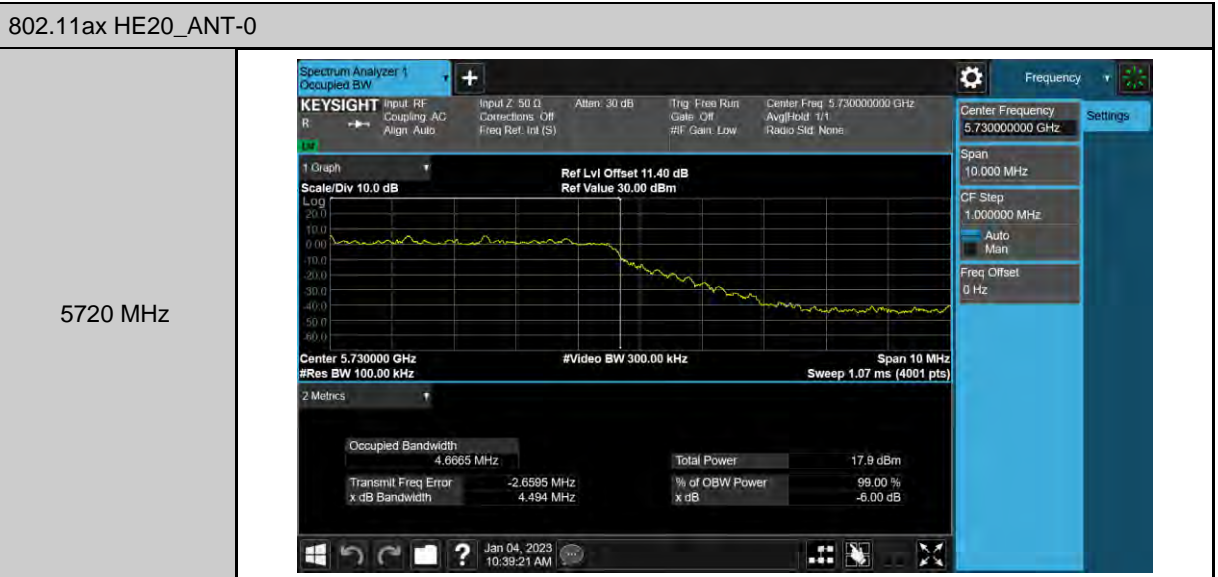 802.11ax HE20_ANT-0
5720 MHz
Spectrum Analyzer 1
Occupied BW
Frequency
KEYSIGHT
R
Input: RF
Coupling: AC
Align: Auto
Input Z: 50 Ω
Corrections: Off
Freq Ref: Int (S)
Atten: 30 dB
Trig: Free Run
Gate: Off
#IF Gain: Low
Center Freq: 5.730000000 GHz
Avg|Hold: 1/1
Radio Std: None
1 Graph
Scale/Div 10.0 dB
Ref Lvl Offset 11.40 dB
Ref Value 30.00 dBm
Log
20.0
10.0
0.00
-10.0
-20.0
-30.0
-40.0
-50.0
-60.0
Center 5.730000 GHz
#Res BW 100.00 kHz
#Video BW 300.00 kHz
Span 10 MHz
Sweep 1.07 ms (4001 pts)
2 Metrics
Occupied Bandwidth
4.6665 MHz
Transmit Freq Error -2.6595 MHz
x dB Bandwidth 4.494 MHz
Total Power 17.9 dBm
% of OBW Power 99.00 %
x dB -6.00 dB
Center Frequency
5.730000000 GHz
Settings
Span
10.000 MHz
CF Step
1.000000 MHz
Auto
Man
Freq Offset
0 Hz
?
Jan 04, 2023
10:39:21 AM